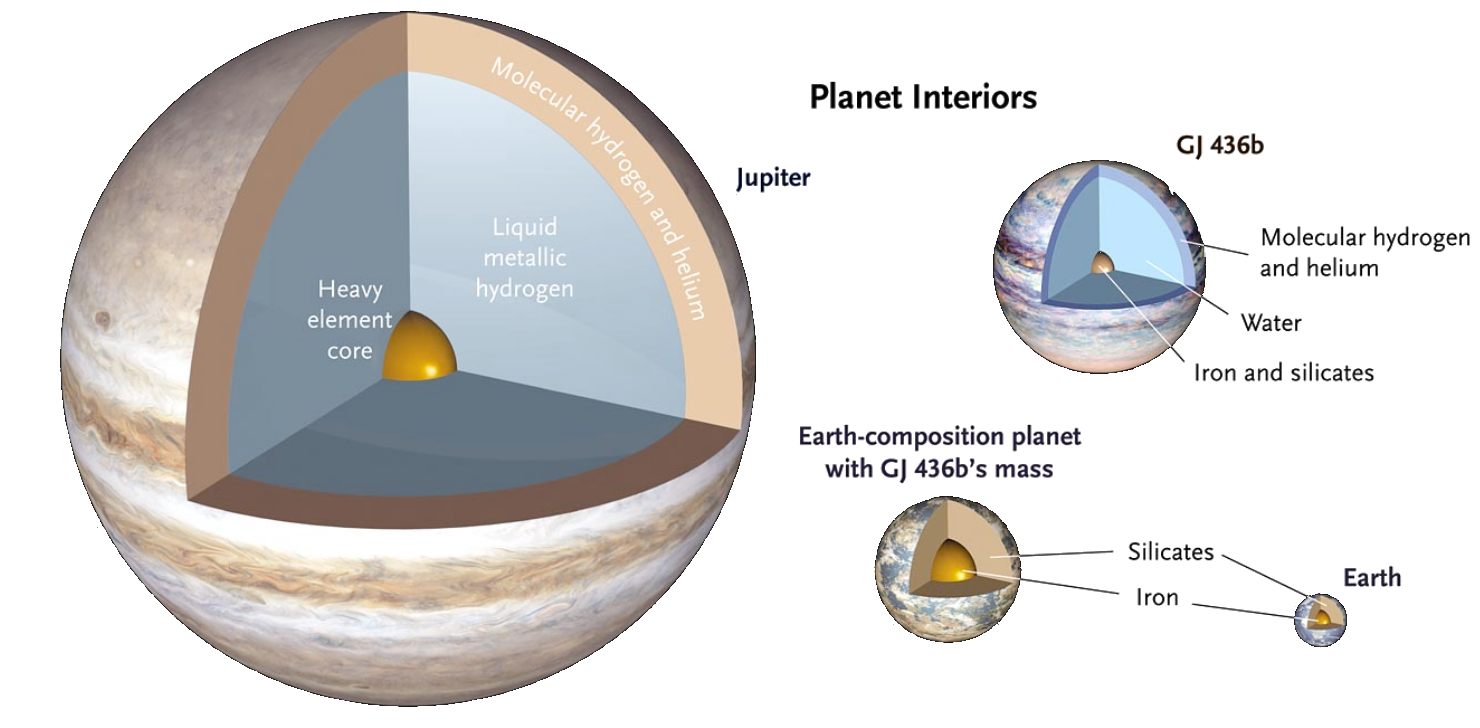 Planet Interiors
Jupiter
Molecular hydrogen and helium
Liquid
metallic
hydrogen
Heavy
element
core
GJ 436b
Molecular hydrogen
and helium
Water
Iron and silicates
Earth-composition planet
with GJ 436b’s mass
Silicates
Iron
Earth